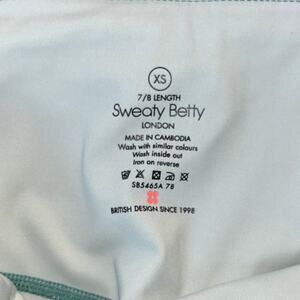 XS
7/8 LENGTH
Sweaty Betty
LONDON
MADE IN CAMBODIA
Wash with similar colours
Wash inside out
Iron on reverse
SB5465A 78
BRITISH DESIGN SINCE 1998